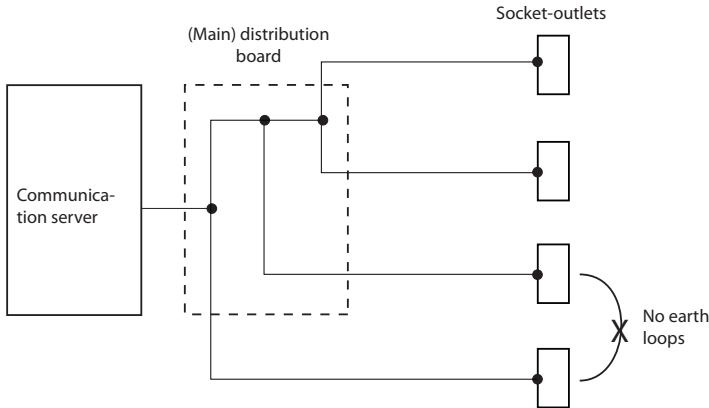 Socket-outlets
(Main) distribution
board
Communica-
tion server
No earth
loops
X